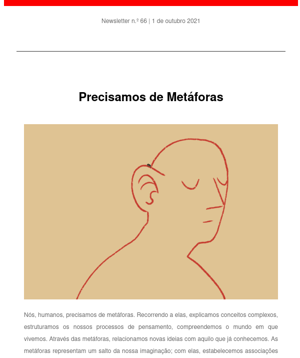 Newsletter n.º 66 | 1 de outubro 2021
Precisamos de Metáforas
Nós, humanos, precisamos de metáforas. Recorrendo a elas, explicamos conceitos complexos,
estruturamos os nossos processos de pensamento, compreendemos o mundo em que
vivemos. Através das metáforas, relacionamos novas ideias com aquilo que já conhecemos. As
metáforas representam um salto da nossa imaginação; com elas, estabelecemos associações